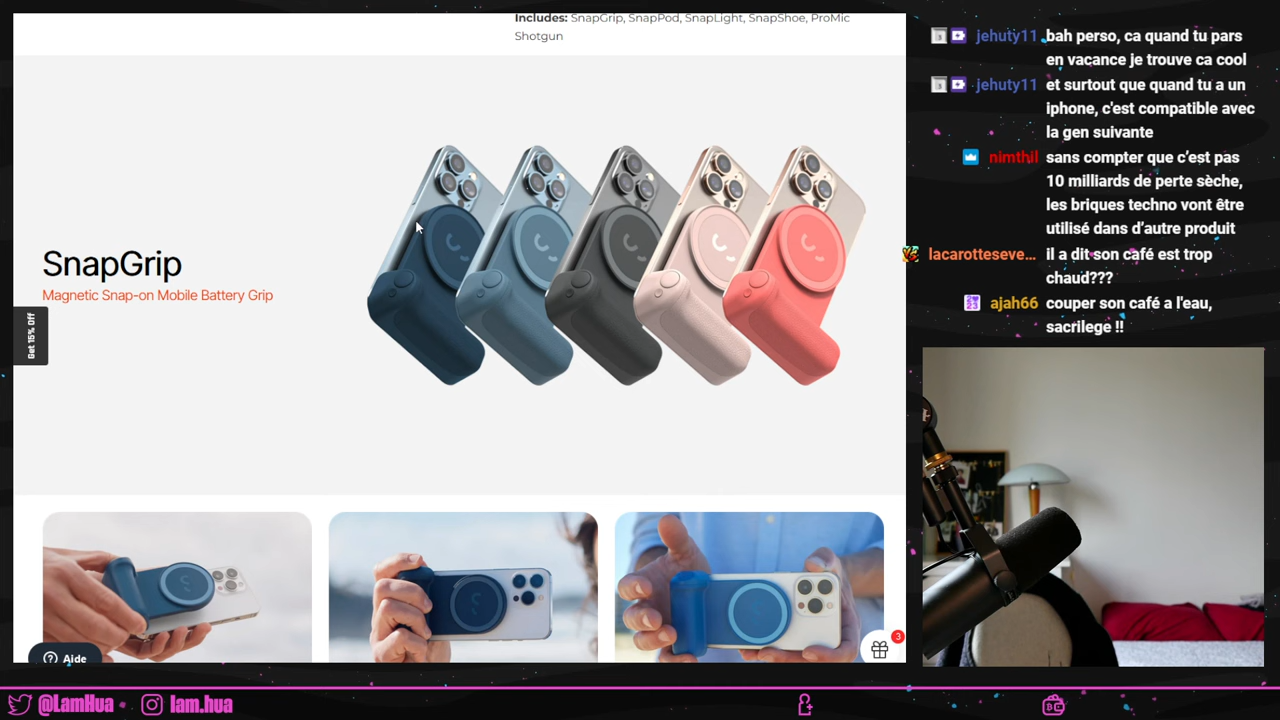 Includes: SnapGrip, SnapPod, SnapLight, SnapShoe, ProMic
Shotgun
SnapGrip
Magnetic Snap-on Mobile Battery Grip
Get 15% Off
Aide
3
jehuty11 bah perso, ca quand tu pars
en vacance je trouve ca cool
jehuty11 et surtout que quand tu a un
iphone, c'est compatible avec
la gen suivante
nimthil sans compter que c’est pas
10 milliards de perte sèche,
les briques techno vont être
utilisé dans d’autre produit
lacarotteseve... il a dit son café est trop
chaud???
ajah66 couper son café a l'eau,
sacrilege !!
@LamHua
lam.hua